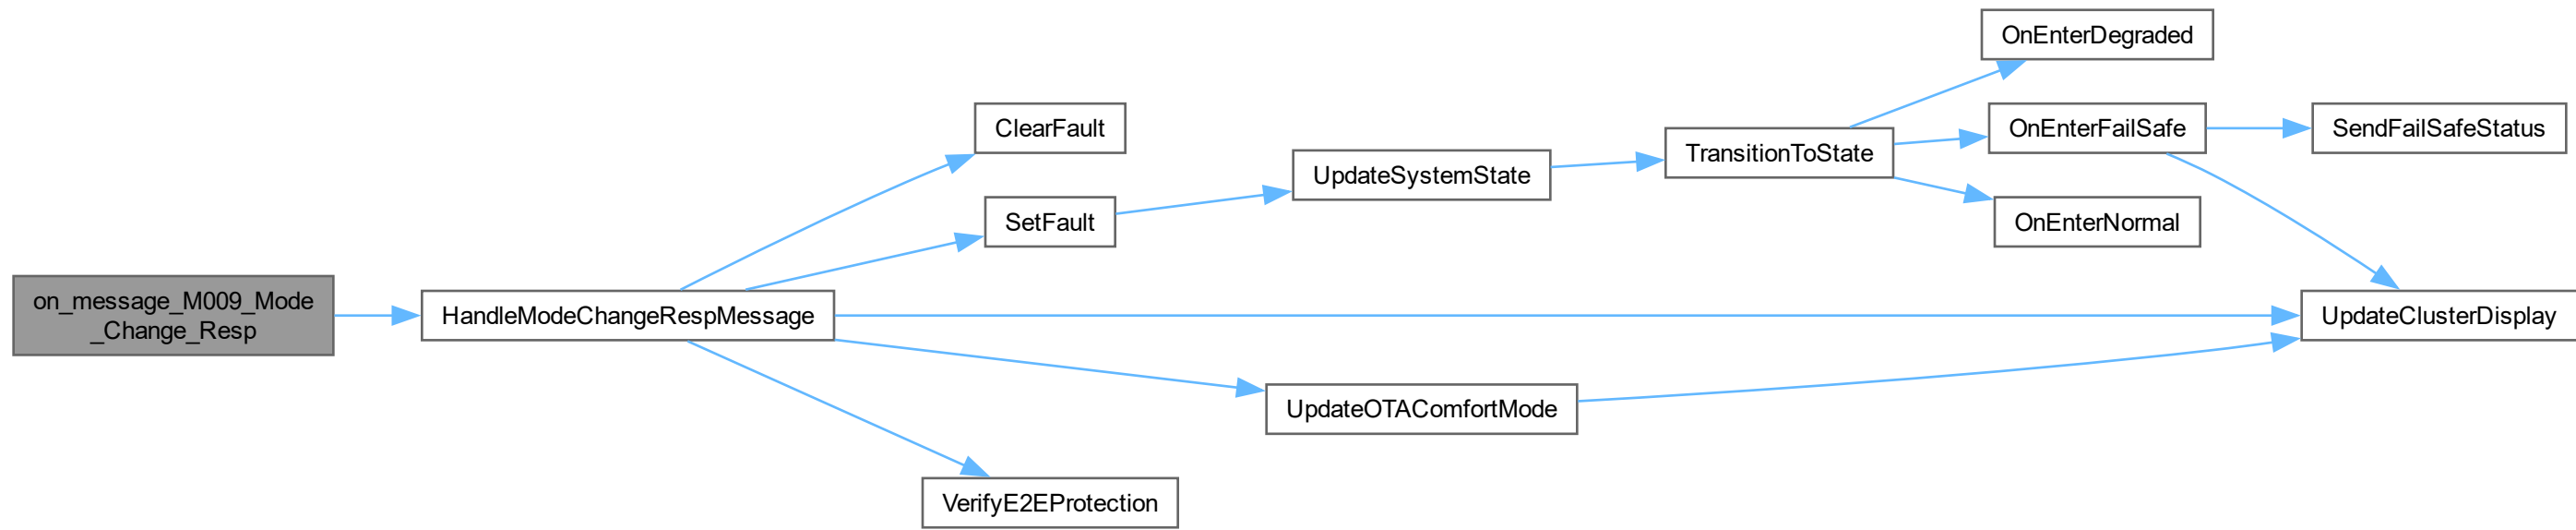 on_message_M009_Mode
_Change_Resp
HandleModeChangeRespMessage
ClearFault
SetFault
UpdateSystemState
TransitionToState
OnEnterDegraded
OnEnterFailSafe
SendFailSafeStatus
OnEnterNormal
UpdateClusterDisplay
UpdateOTAComfortMode
VerifyE2EProtection